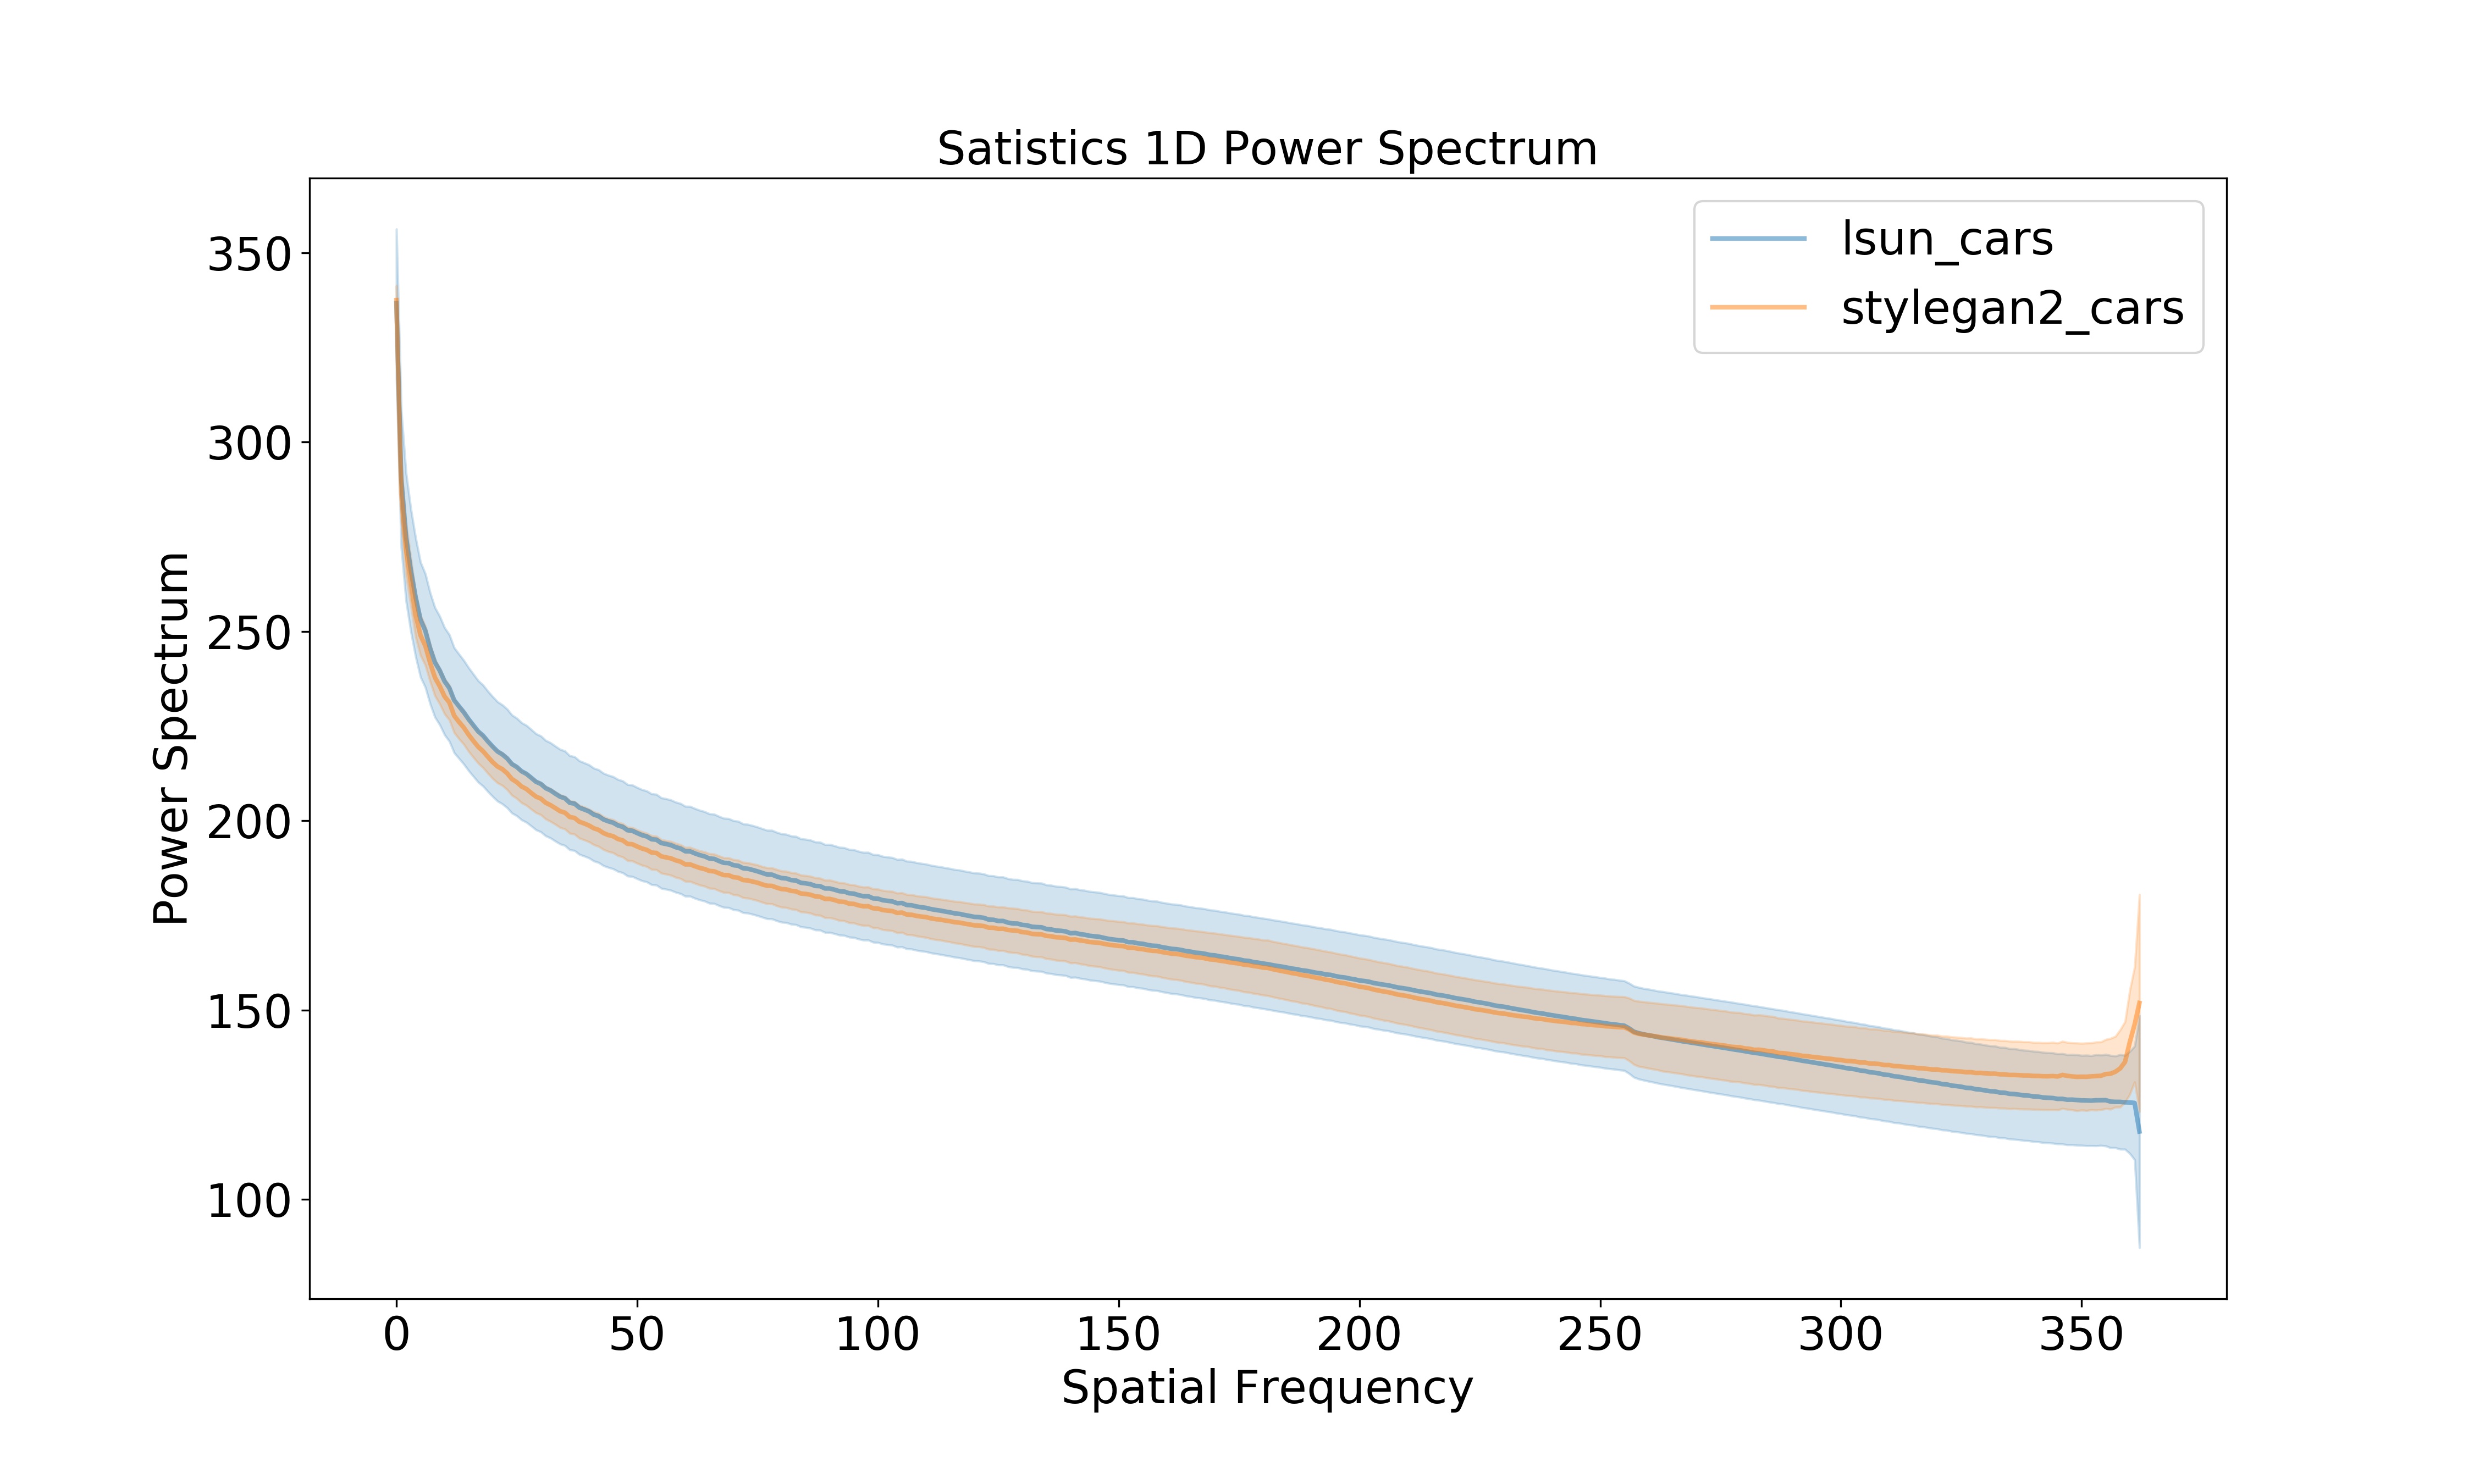 Satistics 1D Power Spectrum
lsun_cars
stylegan2_cars
350
300
250
200
150
100
Power Spectrum
0 50 100 150 200 250 300 350
Spatial Frequency